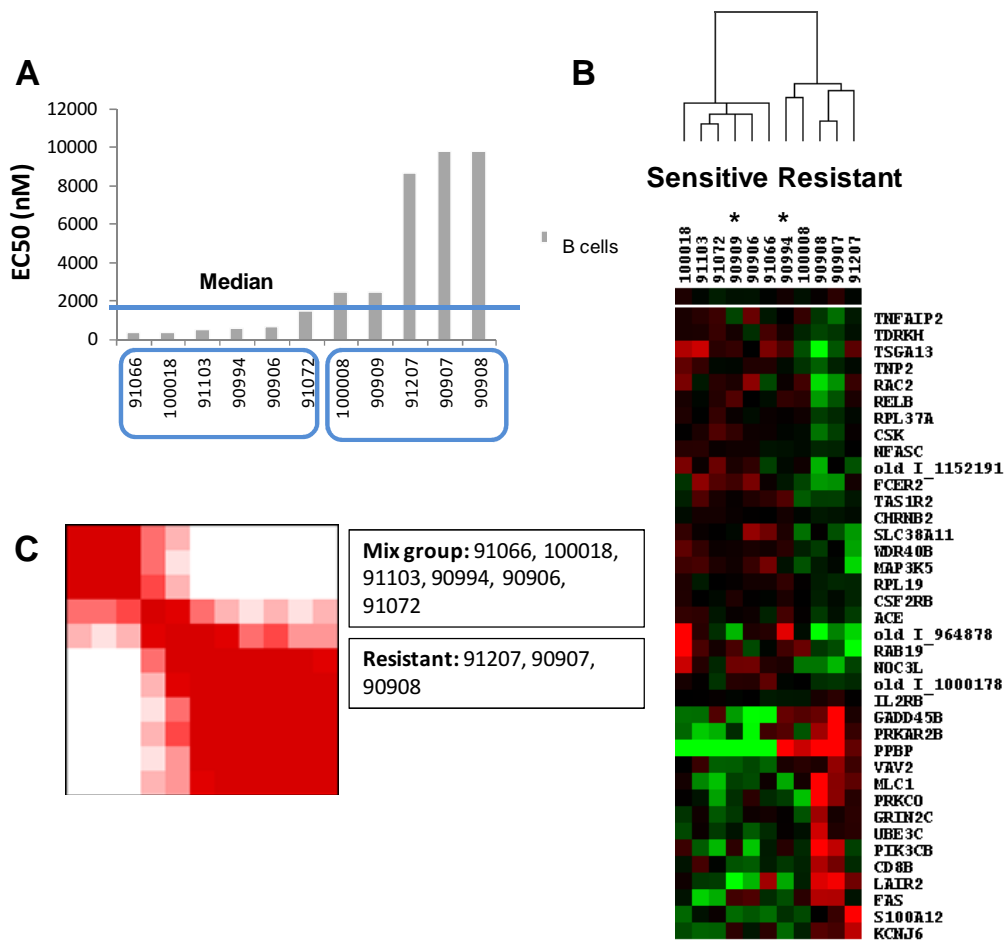 A
EC50 (nM)
12000
10000
8000
6000
4000
2000
0
Median
B cells
91066
100018
91103
90994
90906
91072
100008
90909
91207
90907
90908
B
Sensitive Resistant
* *
100018
91103
91072
90909
90906
91066
90994
100008
90908
90907
91207
TNFAIP2
TDRKH
TSGA13
TNP2
RAC2
RELB
RPL37A
CSK
NFASC
old I_1152191
FCER2
TAS1R2
CHRNB2
SLC38A11
WDR40B
MAP3K5
RPL19
CSF2RB
ACE
old I_964878
RAB19
NOC3L
old I_1000178
IL2RB
GADD45B
PRKAR2B
PPBP
VAV2
MLC1
PRKCQ
GRIN2C
UBE3C
PIK3CB
CD8B
LAIR2
FAS
S100A12
KCNJ6
C
Mix group: 91066, 100018,
91103, 90994, 90906,
91072
Resistant: 91207, 90907,
90908